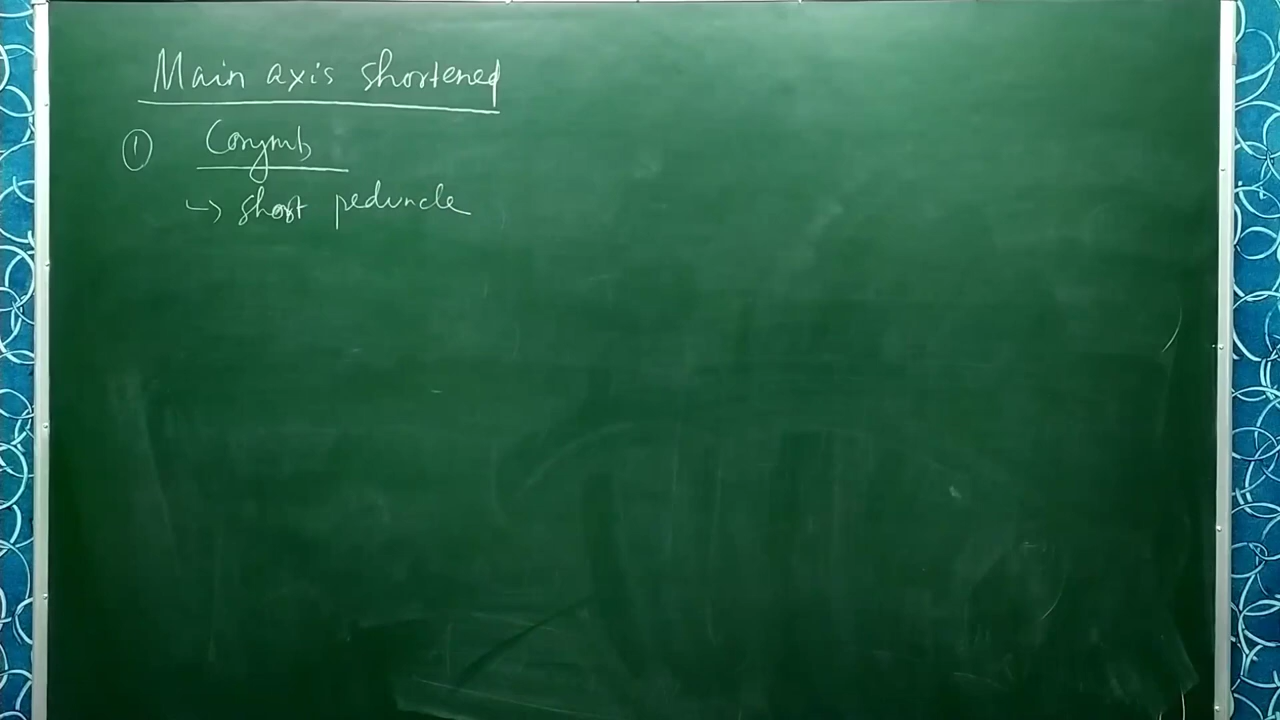 Main axis shortened
① Corymb
↳ short peduncle